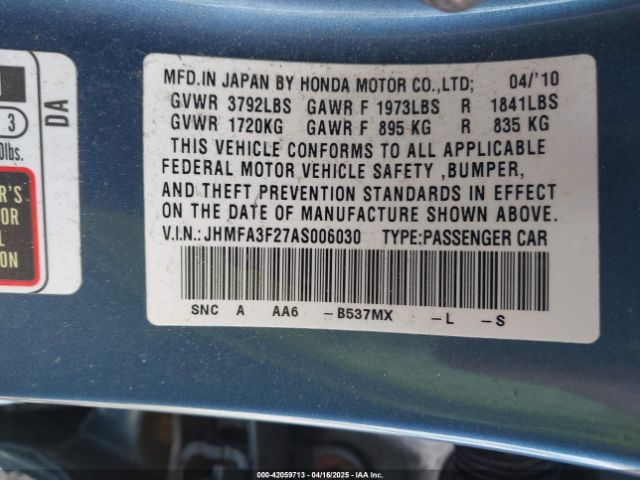 MFD.IN JAPAN BY HONDA MOTOR CO.,LTD; 04/'10
GVWR 3792LBS GAWR F 1973LBS R 1841LBS
GVWR 1720KG GAWR F 895 KG R 835 KG
THIS VEHICLE CONFORMS TO ALL APPLICABLE
FEDERAL MOTOR VEHICLE SAFETY ,BUMPER,
AND THEFT PREVENTION STANDARDS IN EFFECT
ON THE DATE OF MANUFACTURE SHOWN ABOVE.
V.I.N.: JHMFA3F27AS006030 TYPE:PASSENGER CAR
SNC A AA6 -B537MX -L -S
3
DA
000-42059713 - 04/16/2025 - IAA Inc.